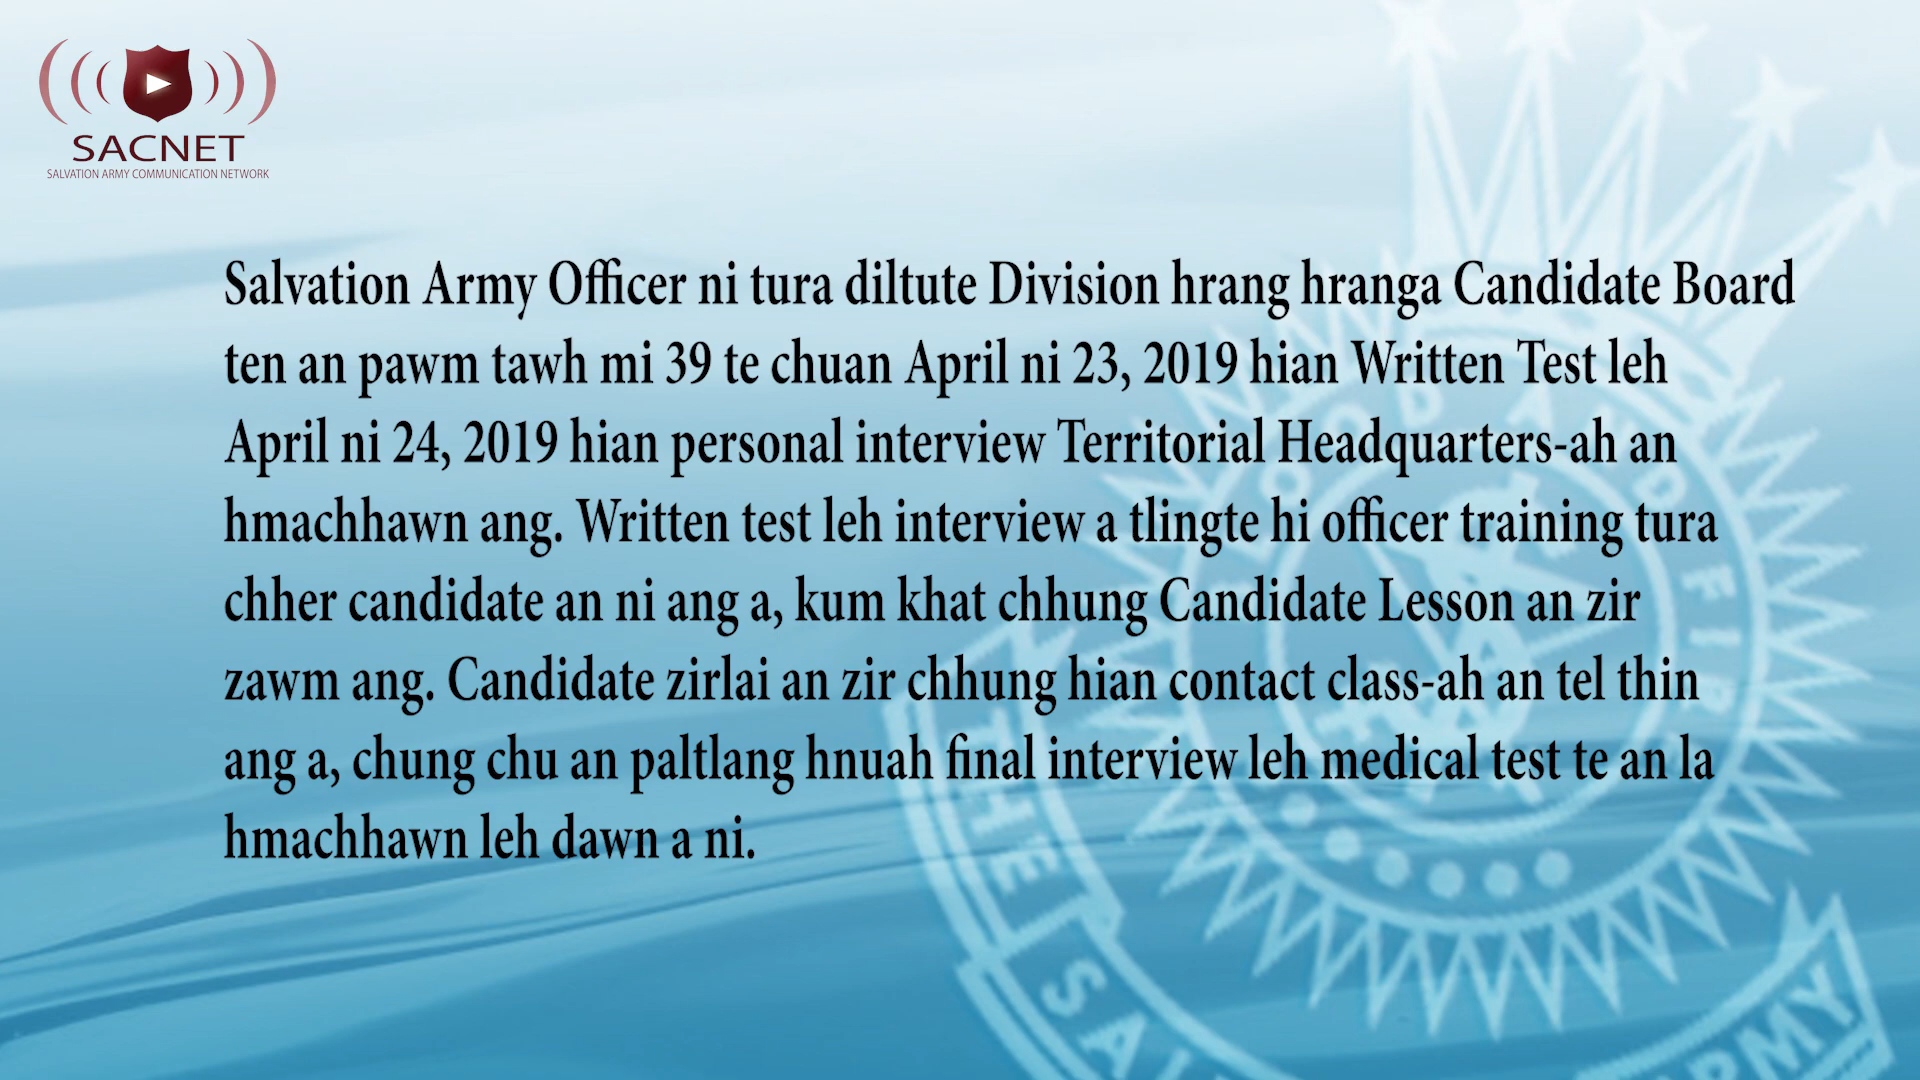 SACNET
SALVATION ARMY COMMUNICATION NETWORK
Salvation Army Officer ni tura diltute Division hrang hranga Candidate Board
ten an pawm tawh mi 39 te chuan April ni 23, 2019 hian Written Test leh
April ni 24, 2019 hian personal interview Territorial Headquarters-ah an
hmachhawn ang. Written test leh interview a tlingte hi officer training tura
chher candidate an ni ang a, kum khat chhung Candidate Lesson an zir
zawm ang. Candidate zirlai an zir chhung hian contact class-ah an tel thin
ang a, chung chu an paltlang hnuah final interview leh medical test te an la
hmachhawn leh dawn a ni.
THE